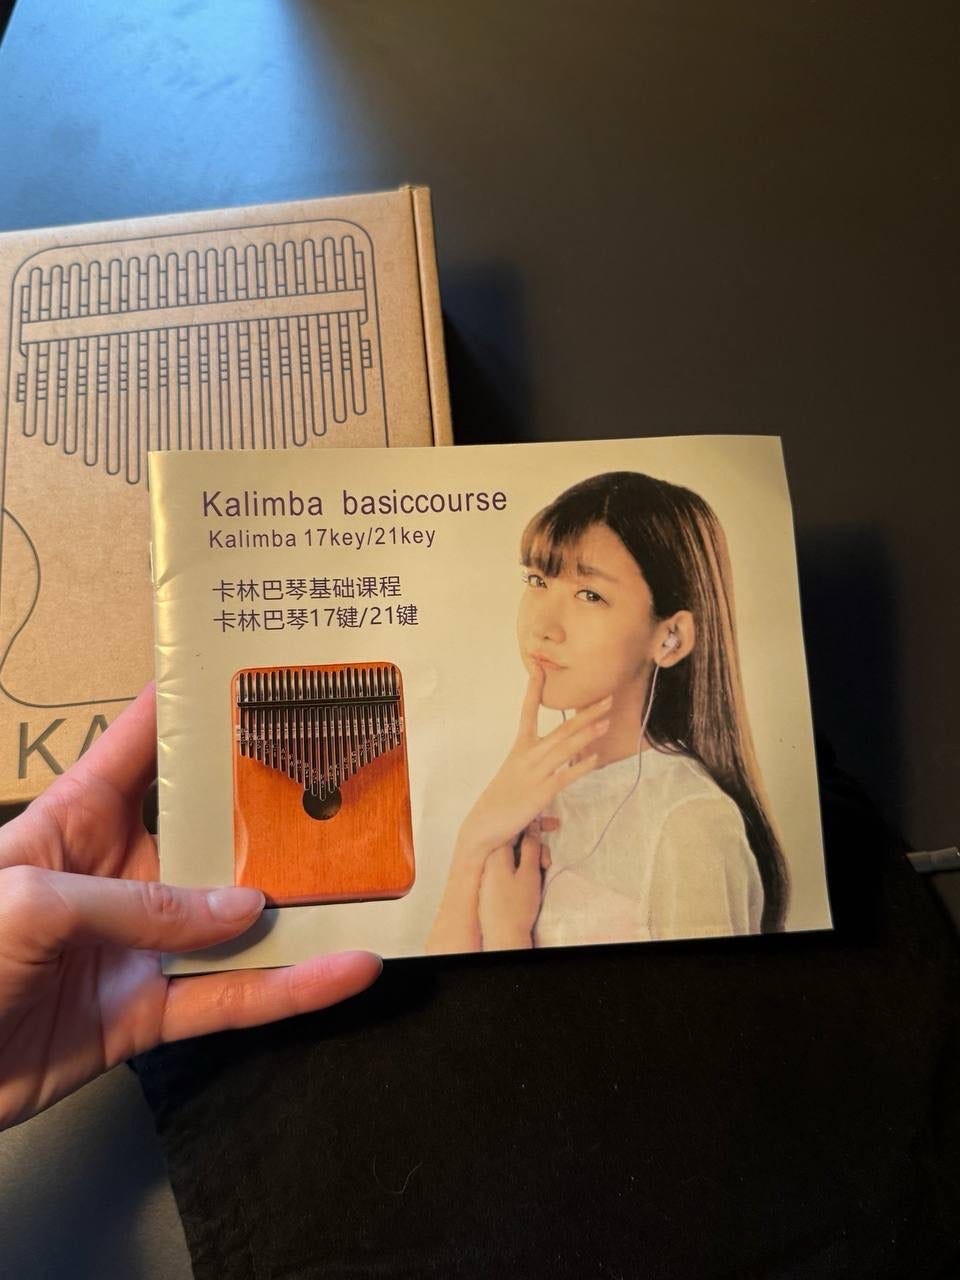 Kalimba basiccourse
Kalimba 17key/21key
卡林巴琴基础课程
卡林巴琴17键/21键
KA